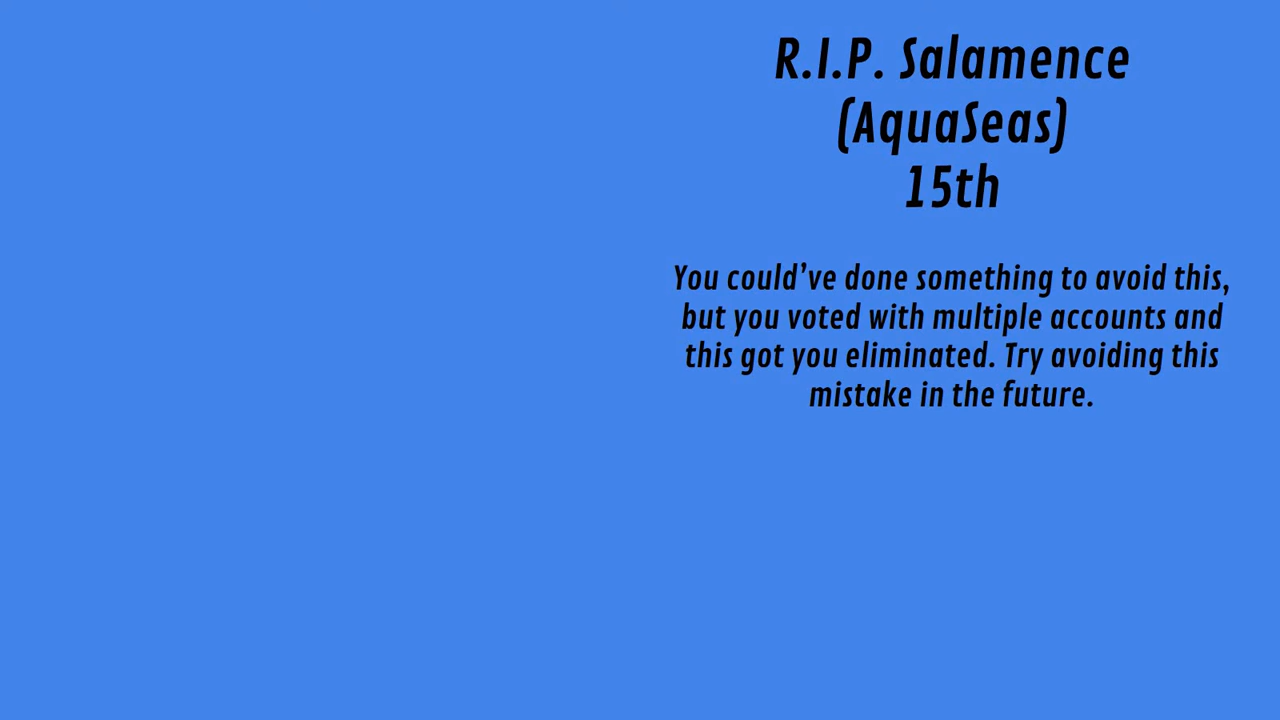 R.I.P. Salamence
(AquaSeas)
15th
You could’ve done something to avoid this,
but you voted with multiple accounts and
this got you eliminated. Try avoiding this
mistake in the future.